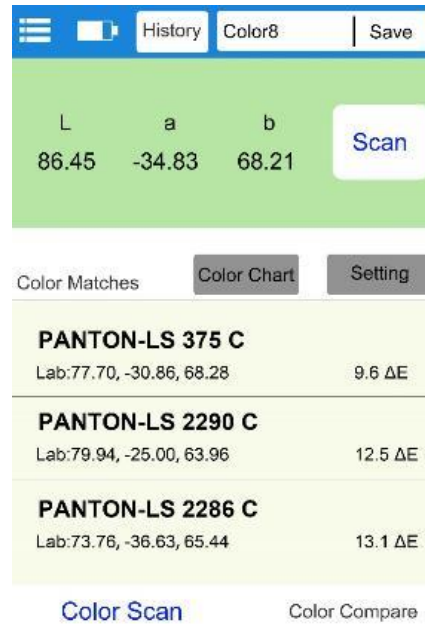 History Color8 Save
L a b
86.45 -34.83 68.21 Scan
Color Matches Color Chart Setting
PANTON-LS 375 C
Lab:77.70, -30.86, 68.28 9.6 ΔE
PANTON-LS 2290 C
Lab:79.94, -25.00, 63.96 12.5 ΔE
PANTON-LS 2286 C
Lab:73.76, -36.63, 65.44 13.1 ΔE
Color Scan Color Compare